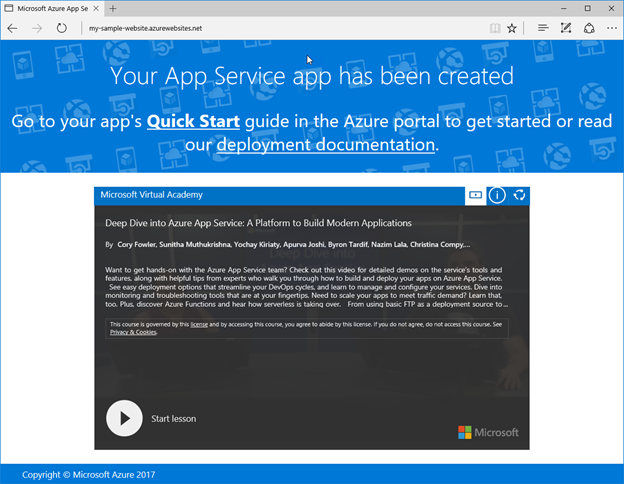 Microsoft Azure App Se
my-sample-website.azurewebsites.net
Your App Service app has been created
Go to your app's Quick Start guide in the Azure portal to get started or read
our deployment documentation.
Microsoft Virtual Academy
Deep Dive into Azure App Service: A Platform to Build Modern Applications
By Cory Fowler, Sunitha Muthukrishna, Yochay Kiriaty, Apurva Joshi, Byron Tardif, Nazim Lala, Christina Compy,...
Want to get hands-on with the Azure App Service team? Check out this video for detailed demos on the service's tools and
features, along with helpful tips from experts who walk you through how to build and deploy your apps on Azure App Service.
See easy deployment options that streamline your DevOps cycles, and learn to manage and configure your services. Dive into
monitoring and troubleshooting tools that are at your fingertips. Need to scale your apps to meet traffic demand? Learn that,
too. Plus, discover Azure Functions and hear how serverless is taking over. From using basic FTP as a deployment source to ...
This course is governed by this license and by accessing this course, you agree to abide by this license. If you do not agree, do not access this course. See
Privacy & Cookies.
Start lesson
Microsoft
Copyright © Microsoft Azure 2017